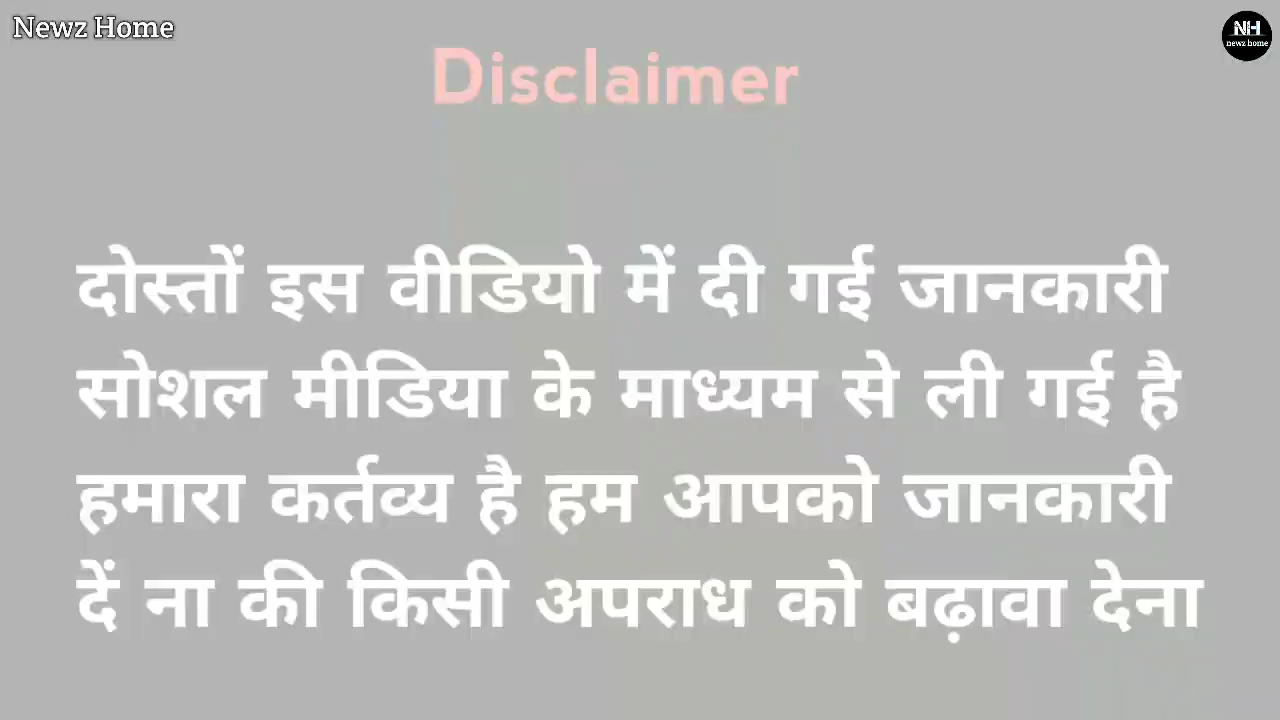 Newz Home
NH
newz home
Disclaimer
दोस्तों इस वीडियो में दी गई जानकारी
सोशल मीडिया के माध्यम से ली गई है
हमारा कर्तव्य है हम आपको जानकारी
दें ना की किसी अपराध को बढ़ावा देना